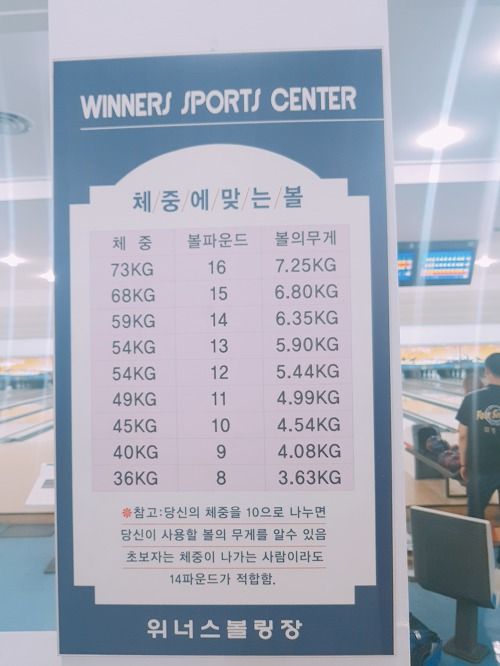 WINNERS SPORTS CENTER
체/중/에/맞/는/볼
체 중 볼파운드 볼의무게
73KG 16 7.25KG
68KG 15 6.80KG
59KG 14 6.35KG
54KG 13 5.90KG
54KG 12 5.44KG
49KG 11 4.99KG
45KG 10 4.54KG
40KG 9 4.08KG
36KG 8 3.63KG
※참고:당신의 체중을 10으로 나누면
당신이 사용할 볼의 무게를 알수 있음
초보자는 체중이 나가는 사람이라도
14파운드가 적합함.
위너스볼링장